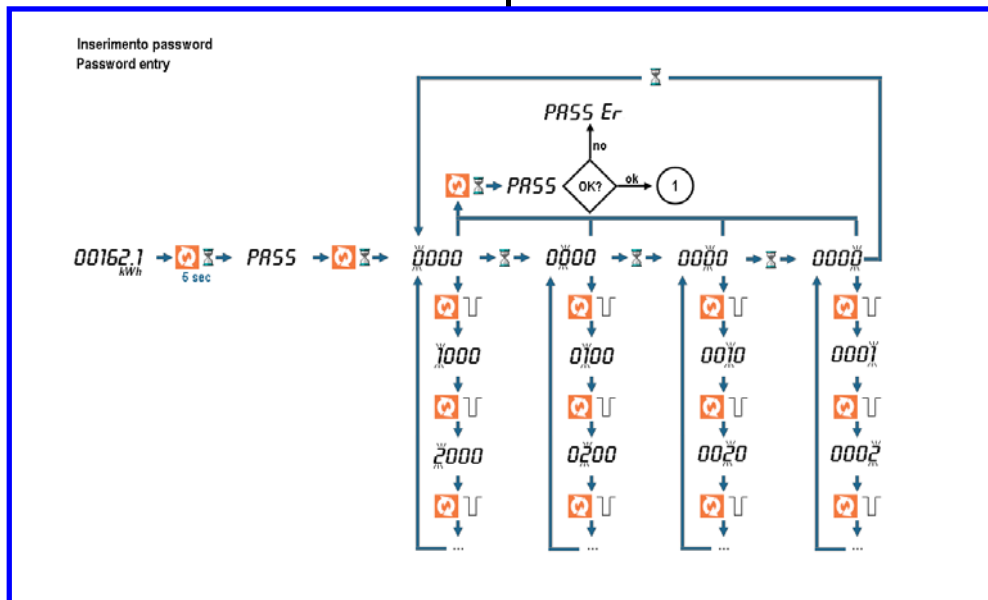 Inserimento password
Password entry
PASS Er
no
PASS OK? ok 1
00162.1 PASS 0000 0000 0000 0000
kWh
6 sec
1000 0100 0010 0001
2000 0200 0020 0002
... ... ... ...